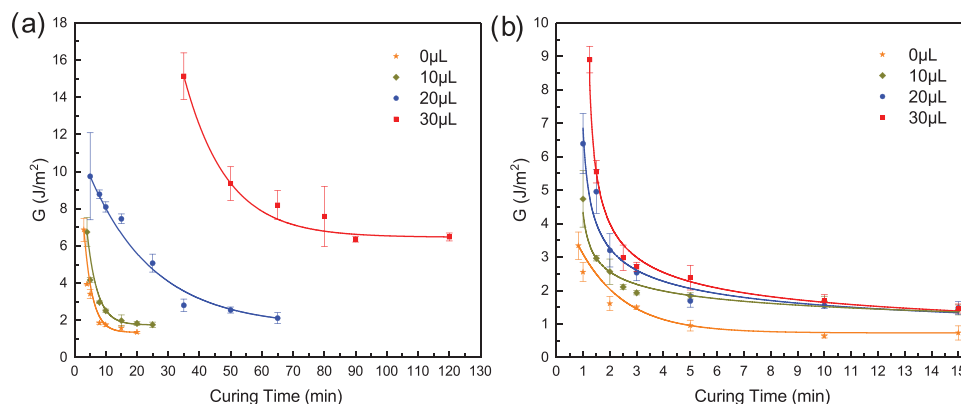 (a)
18
16
14
12
10
8
6
4
2
0
G (J/m²)
0 10 20 30 40 50 60 70 80 90 100 110 120 130
Curing Time (min)
0µL
10µL
20µL
30µL
(b)
10
9
8
7
6
5
4
3
2
1
0
G (J/m²)
0 1 2 3 4 5 6 7 8 9 10 11 12 13 14 15
Curing Time (min)
0µL
10µL
20µL
30µL